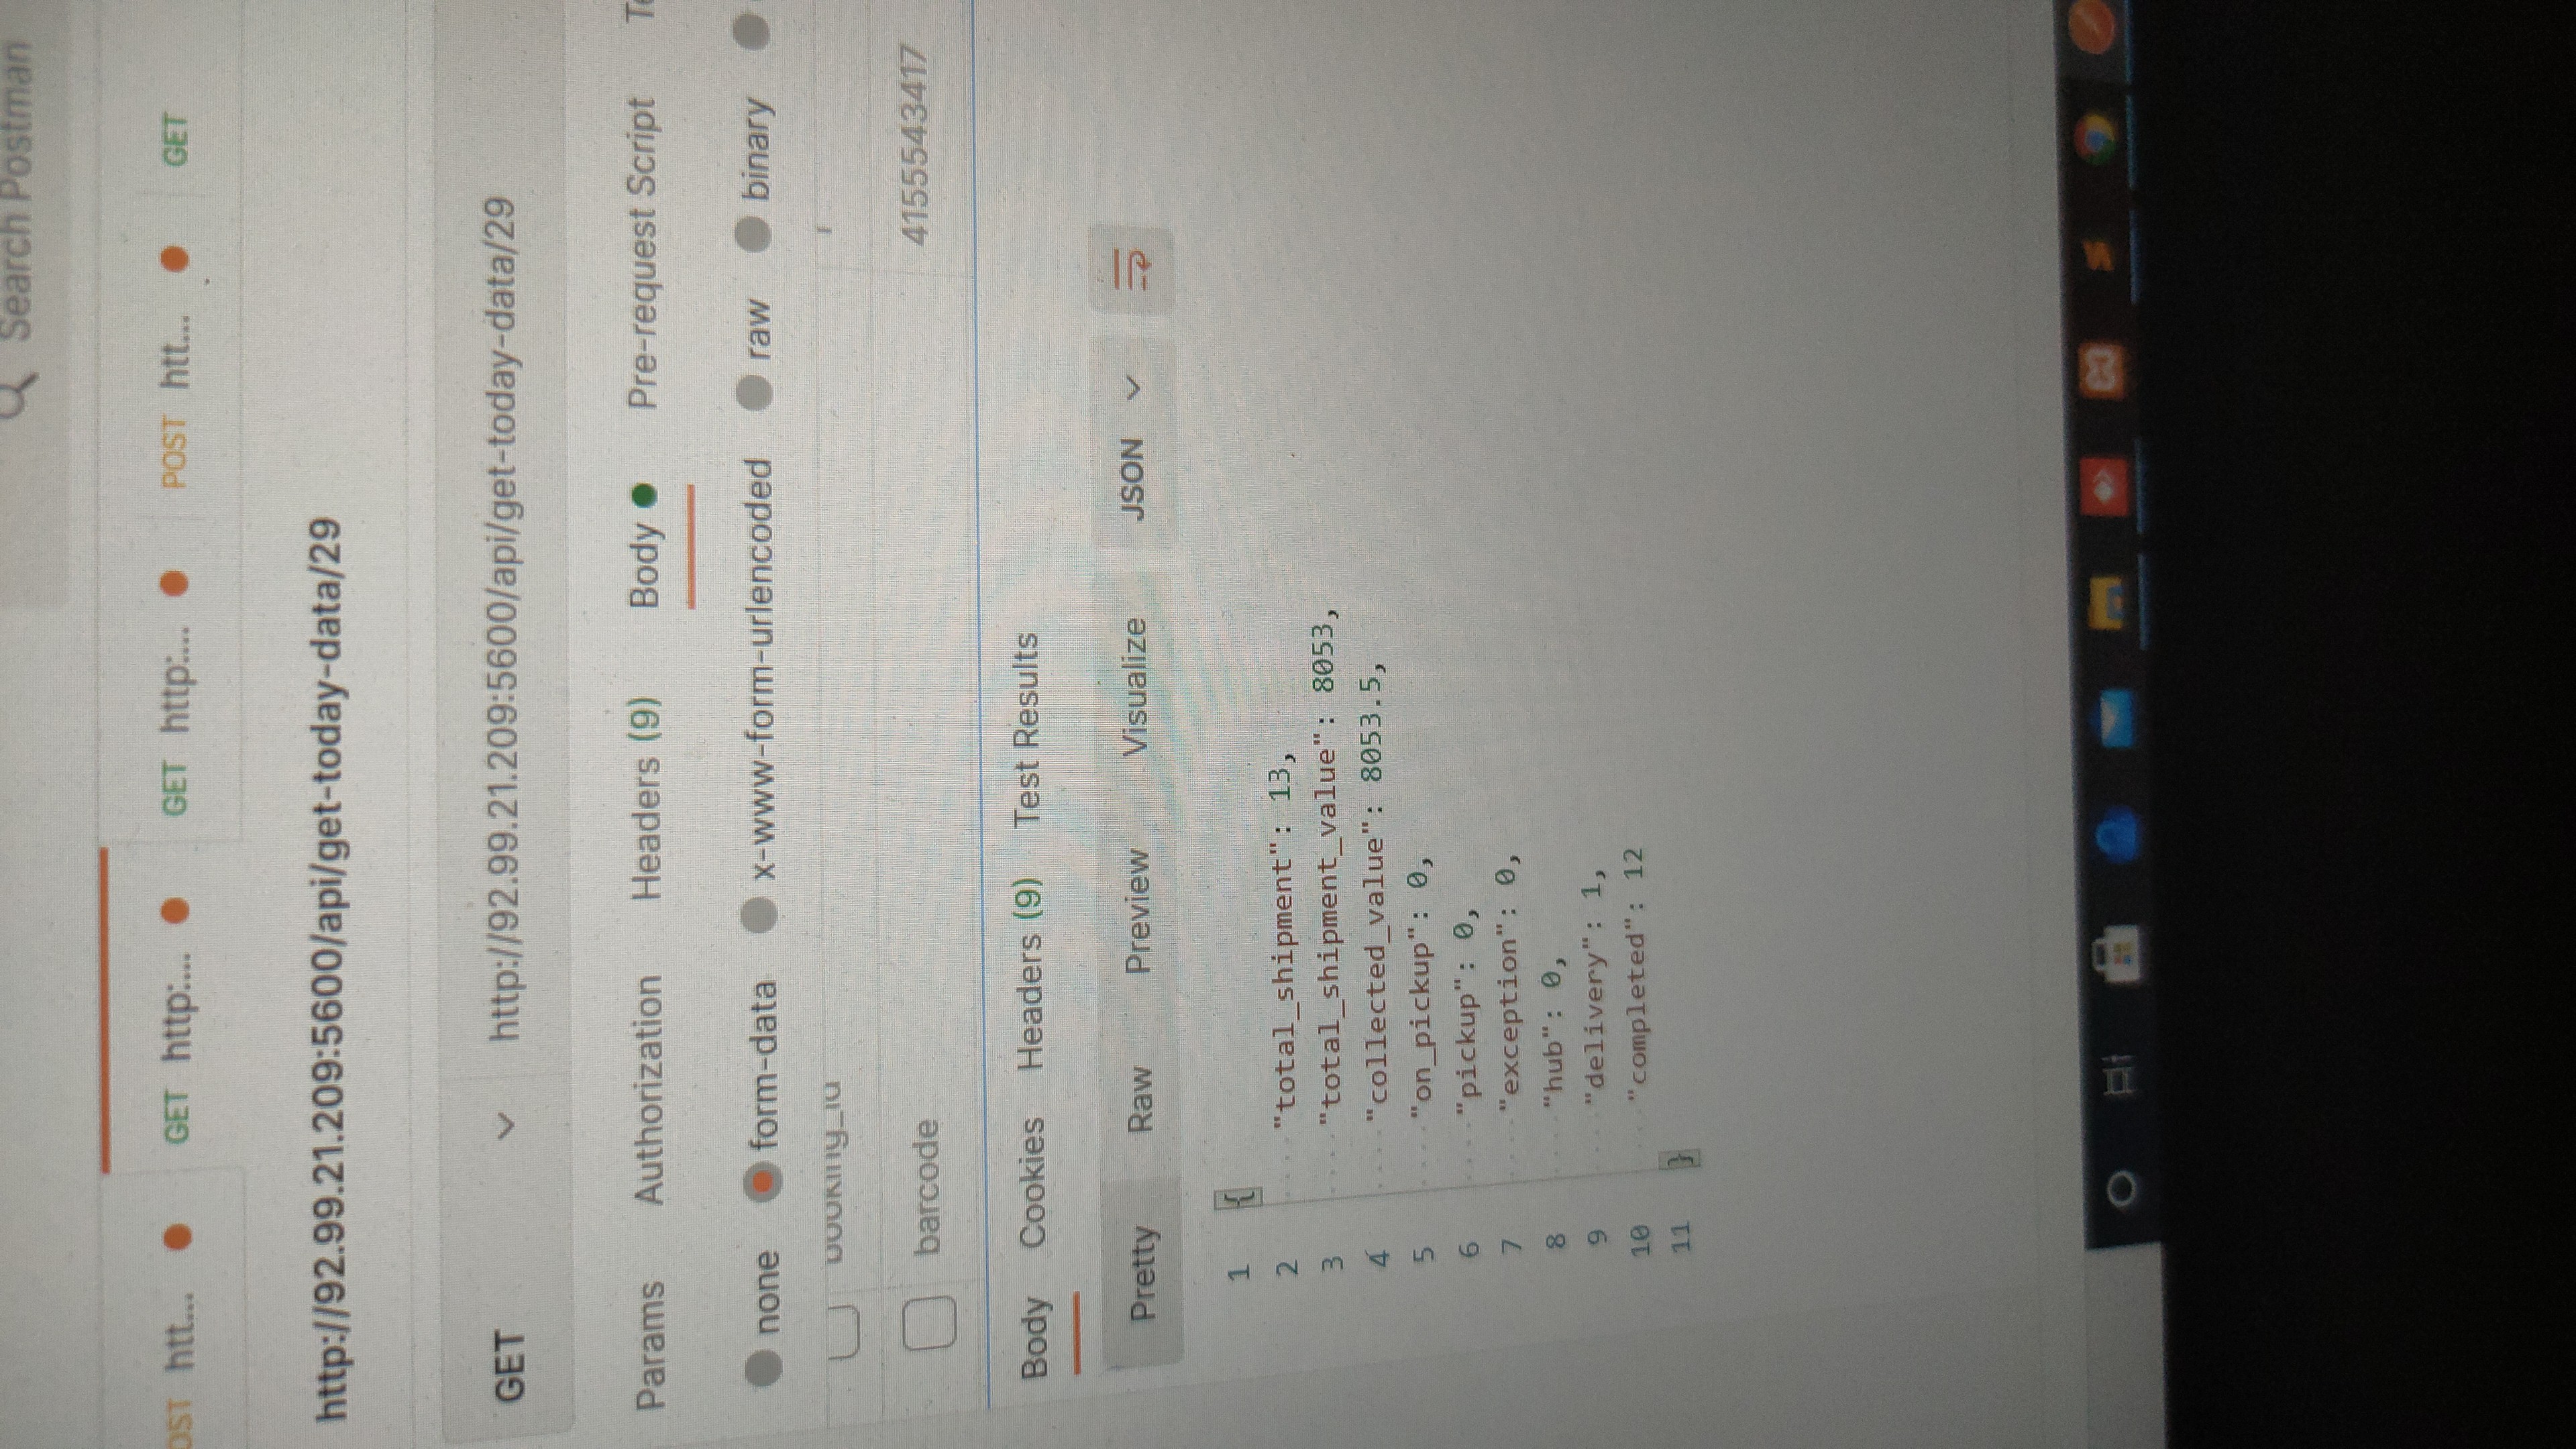 Search Postman
OST htt... GET http:... GET http:... POST htt... GET
http://92.99.21.209:5600/api/get-today-data/29
GET http://92.99.21.209:5600/api/get-today-data/29
Params Authorization Headers (9) Body Pre-request Script
none form-data x-www-form-urlencoded raw binary
booking_id
barcode 4155543417
Body Cookies Headers (9) Test Results
Pretty Raw Preview Visualize JSON
1 {
2 "total_shipment": 13,
3 "total_shipment_value": 8053,
4 "collected_value": 8053.5,
5 "on_pickup": 0,
6 "pickup": 0,
7 "exception": 0,
8 "hub": 0,
9 "delivery": 1,
10 "completed": 12
11 }